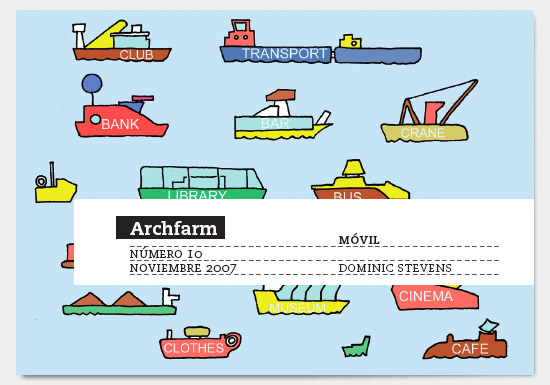 CLUB
TRANSPORT
BANK
BAR
CRANE
LIBRARY
BUS
Archfarm
MÓVIL
NÚMERO 10
NOVIEMBRE 2007
DOMINIC STEVENS
CINEMA
MUSEUM
CLOTHES
CAFE